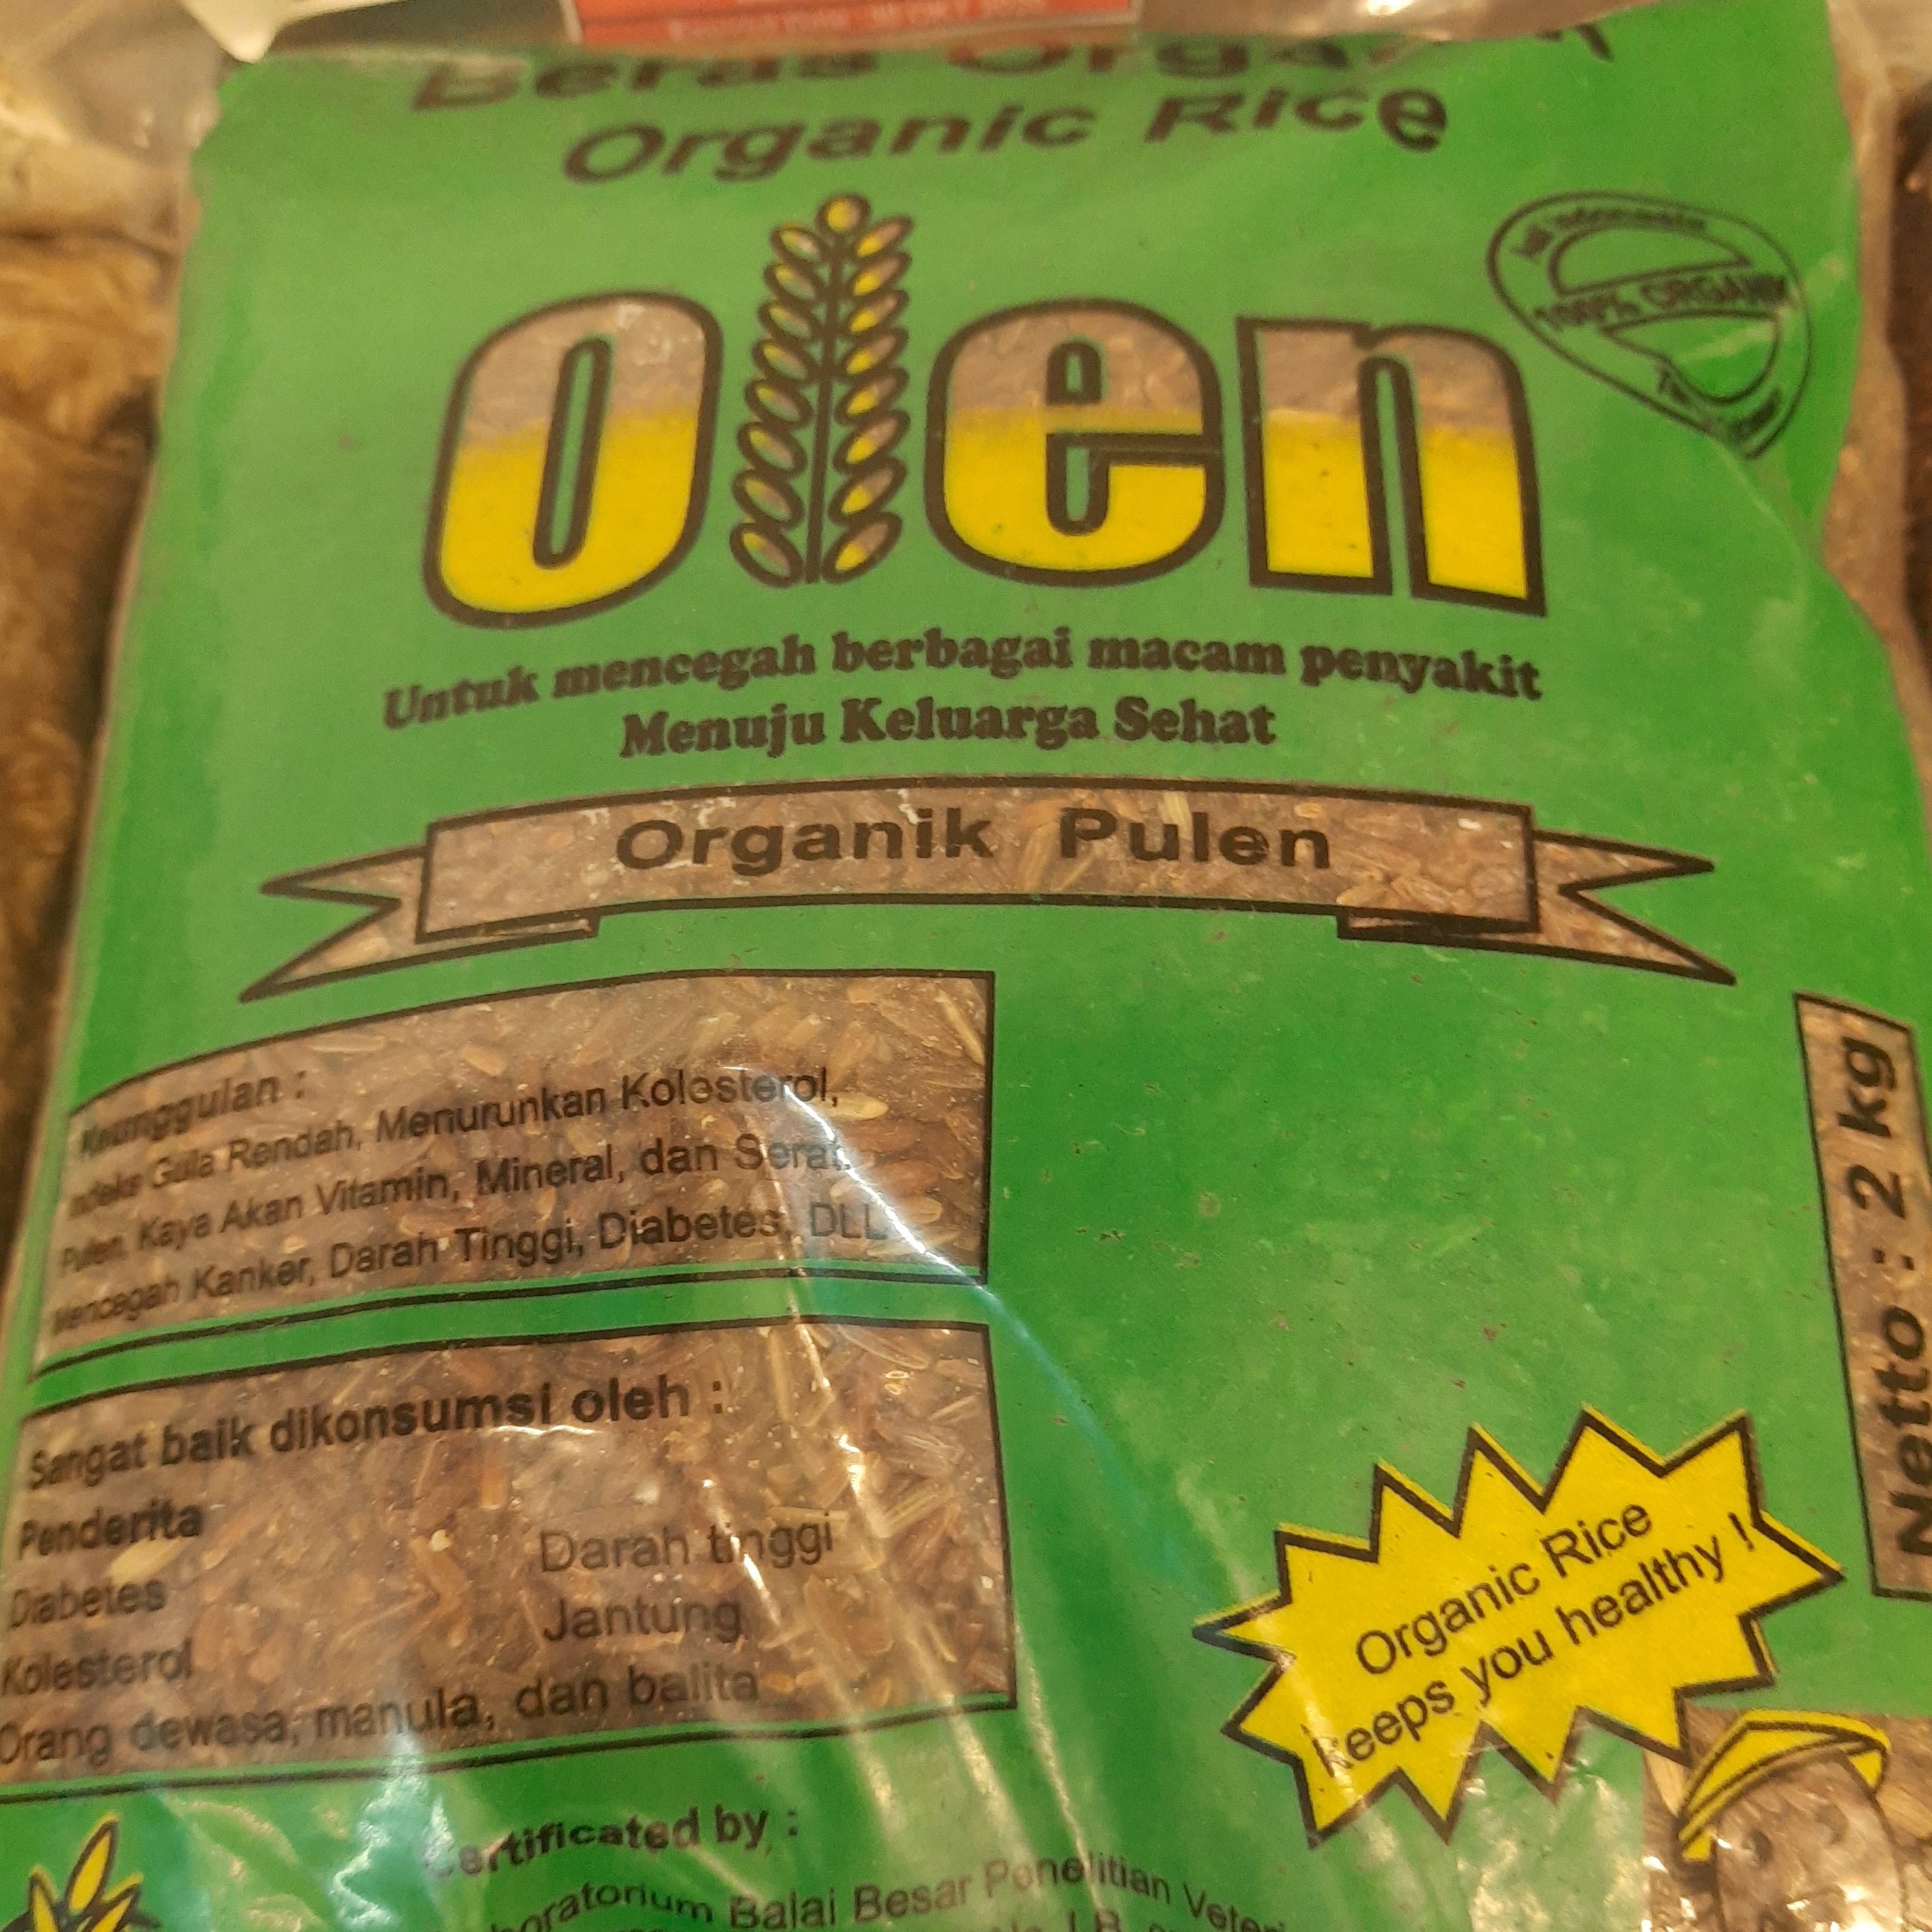 Beras Organik
Organic Rice
100% ORGANIK
olen
Untuk mencegah berbagai macam penyakit
Menuju Keluarga Sehat
Organik Pulen
Keunggulan :
Indeks Gula Rendah, Menurunkan Kolesterol,
Pulen, Kaya Akan Vitamin, Mineral, dan Serat.
Mencegah Kanker, Darah Tinggi, Diabetes, DLL
Netto : 2 kg
Sangat baik dikonsumsi oleh :
Penderita
Diabetes
Darah tinggi
Kolesterol
Jantung
Orang dewasa, manula, dan balita
Organic Rice
keeps you healthy !
Certificated by :
Balai Besar Penelitian